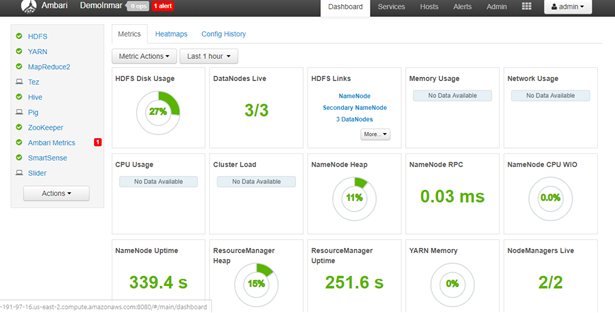 Ambari DemoInmar 0 ops 1 alert Dashboard Services Hosts Alerts Admin admin
HDFS
YARN
MapReduce2
Tez
Hive
Pig
ZooKeeper
Ambari Metrics 1
SmartSense
Slider
Actions
Metrics Heatmaps Config History
Metric Actions Last 1 hour
HDFS Disk Usage
27%
DataNodes Live
3/3
HDFS Links
NameNode
Secondary NameNode
3 DataNodes
More...
Memory Usage
No Data Available
Network Usage
No Data Available
CPU Usage
No Data Available
Cluster Load
No Data Available
NameNode Heap
11%
NameNode RPC
0.03 ms
NameNode CPU WIO
0.0%
NameNode Uptime
339.4 s
ResourceManager
Heap
15%
ResourceManager
Uptime
251.6 s
YARN Memory
0%
NodeManagers Live
2/2
-191-97-16.us-east-2.compute.amazonaws.com:8080/#/main/dashboard